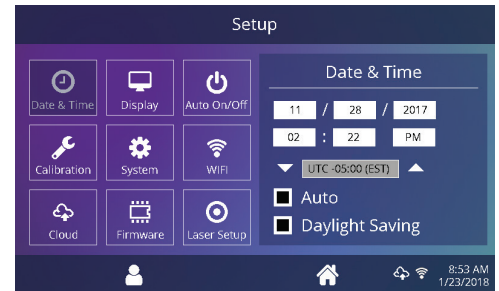 Setup
Date & Time
Display
Auto On/Off
Calibration
System
WIFI
Cloud
Firmware
Laser Setup
Date & Time
11 / 28 / 2017
02 : 22 PM
UTC -05:00 (EST)
Auto
Daylight Saving
8:53 AM
1/23/2018